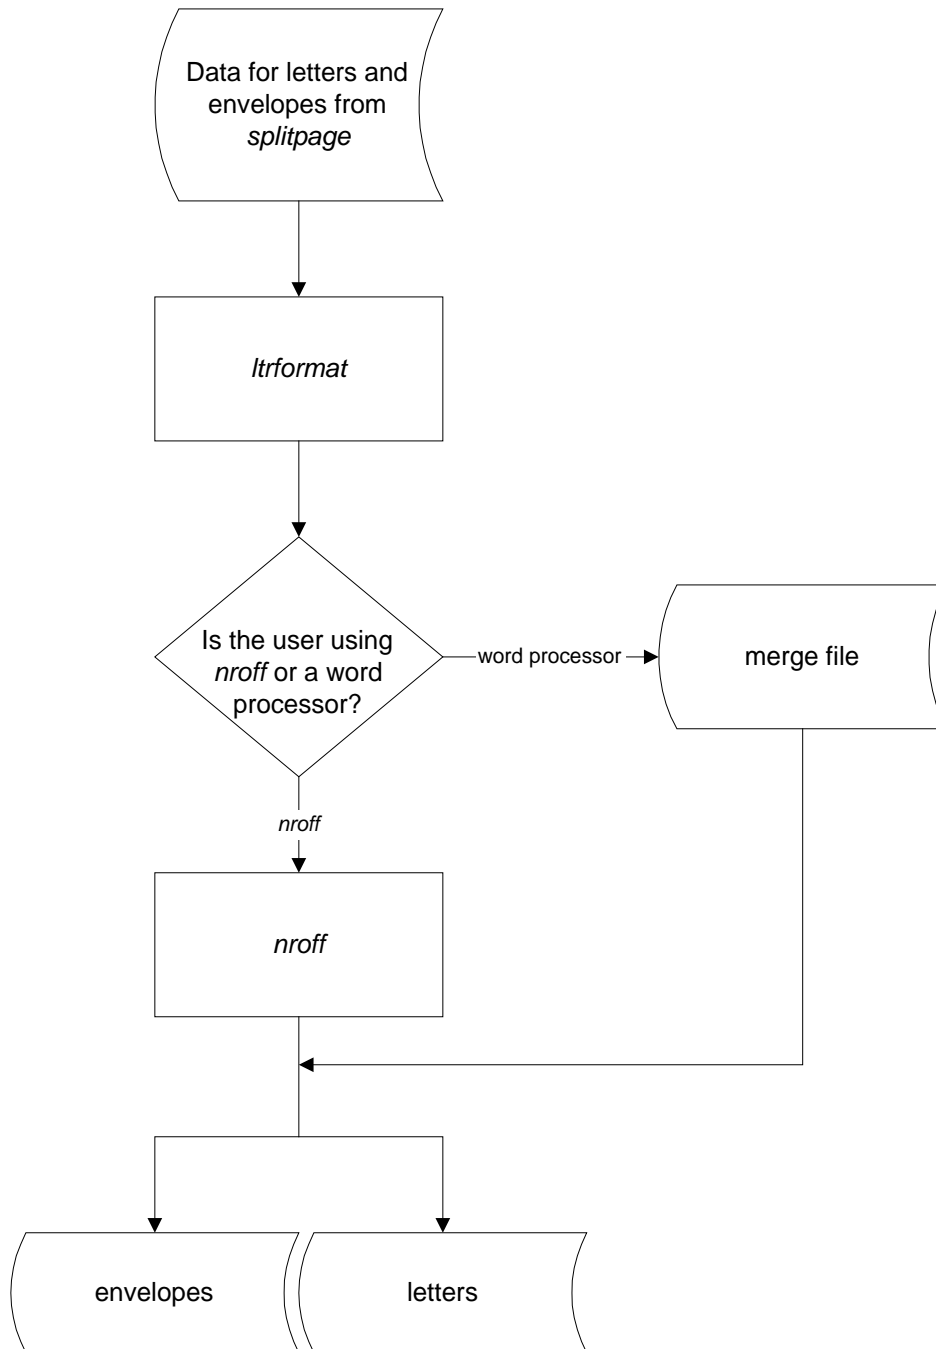 Data for letters and
envelopes from
splitpage
ltrformat
Is the user using
nroff or a word
processor?
word processor
merge file
nroff
nroff
envelopes
letters